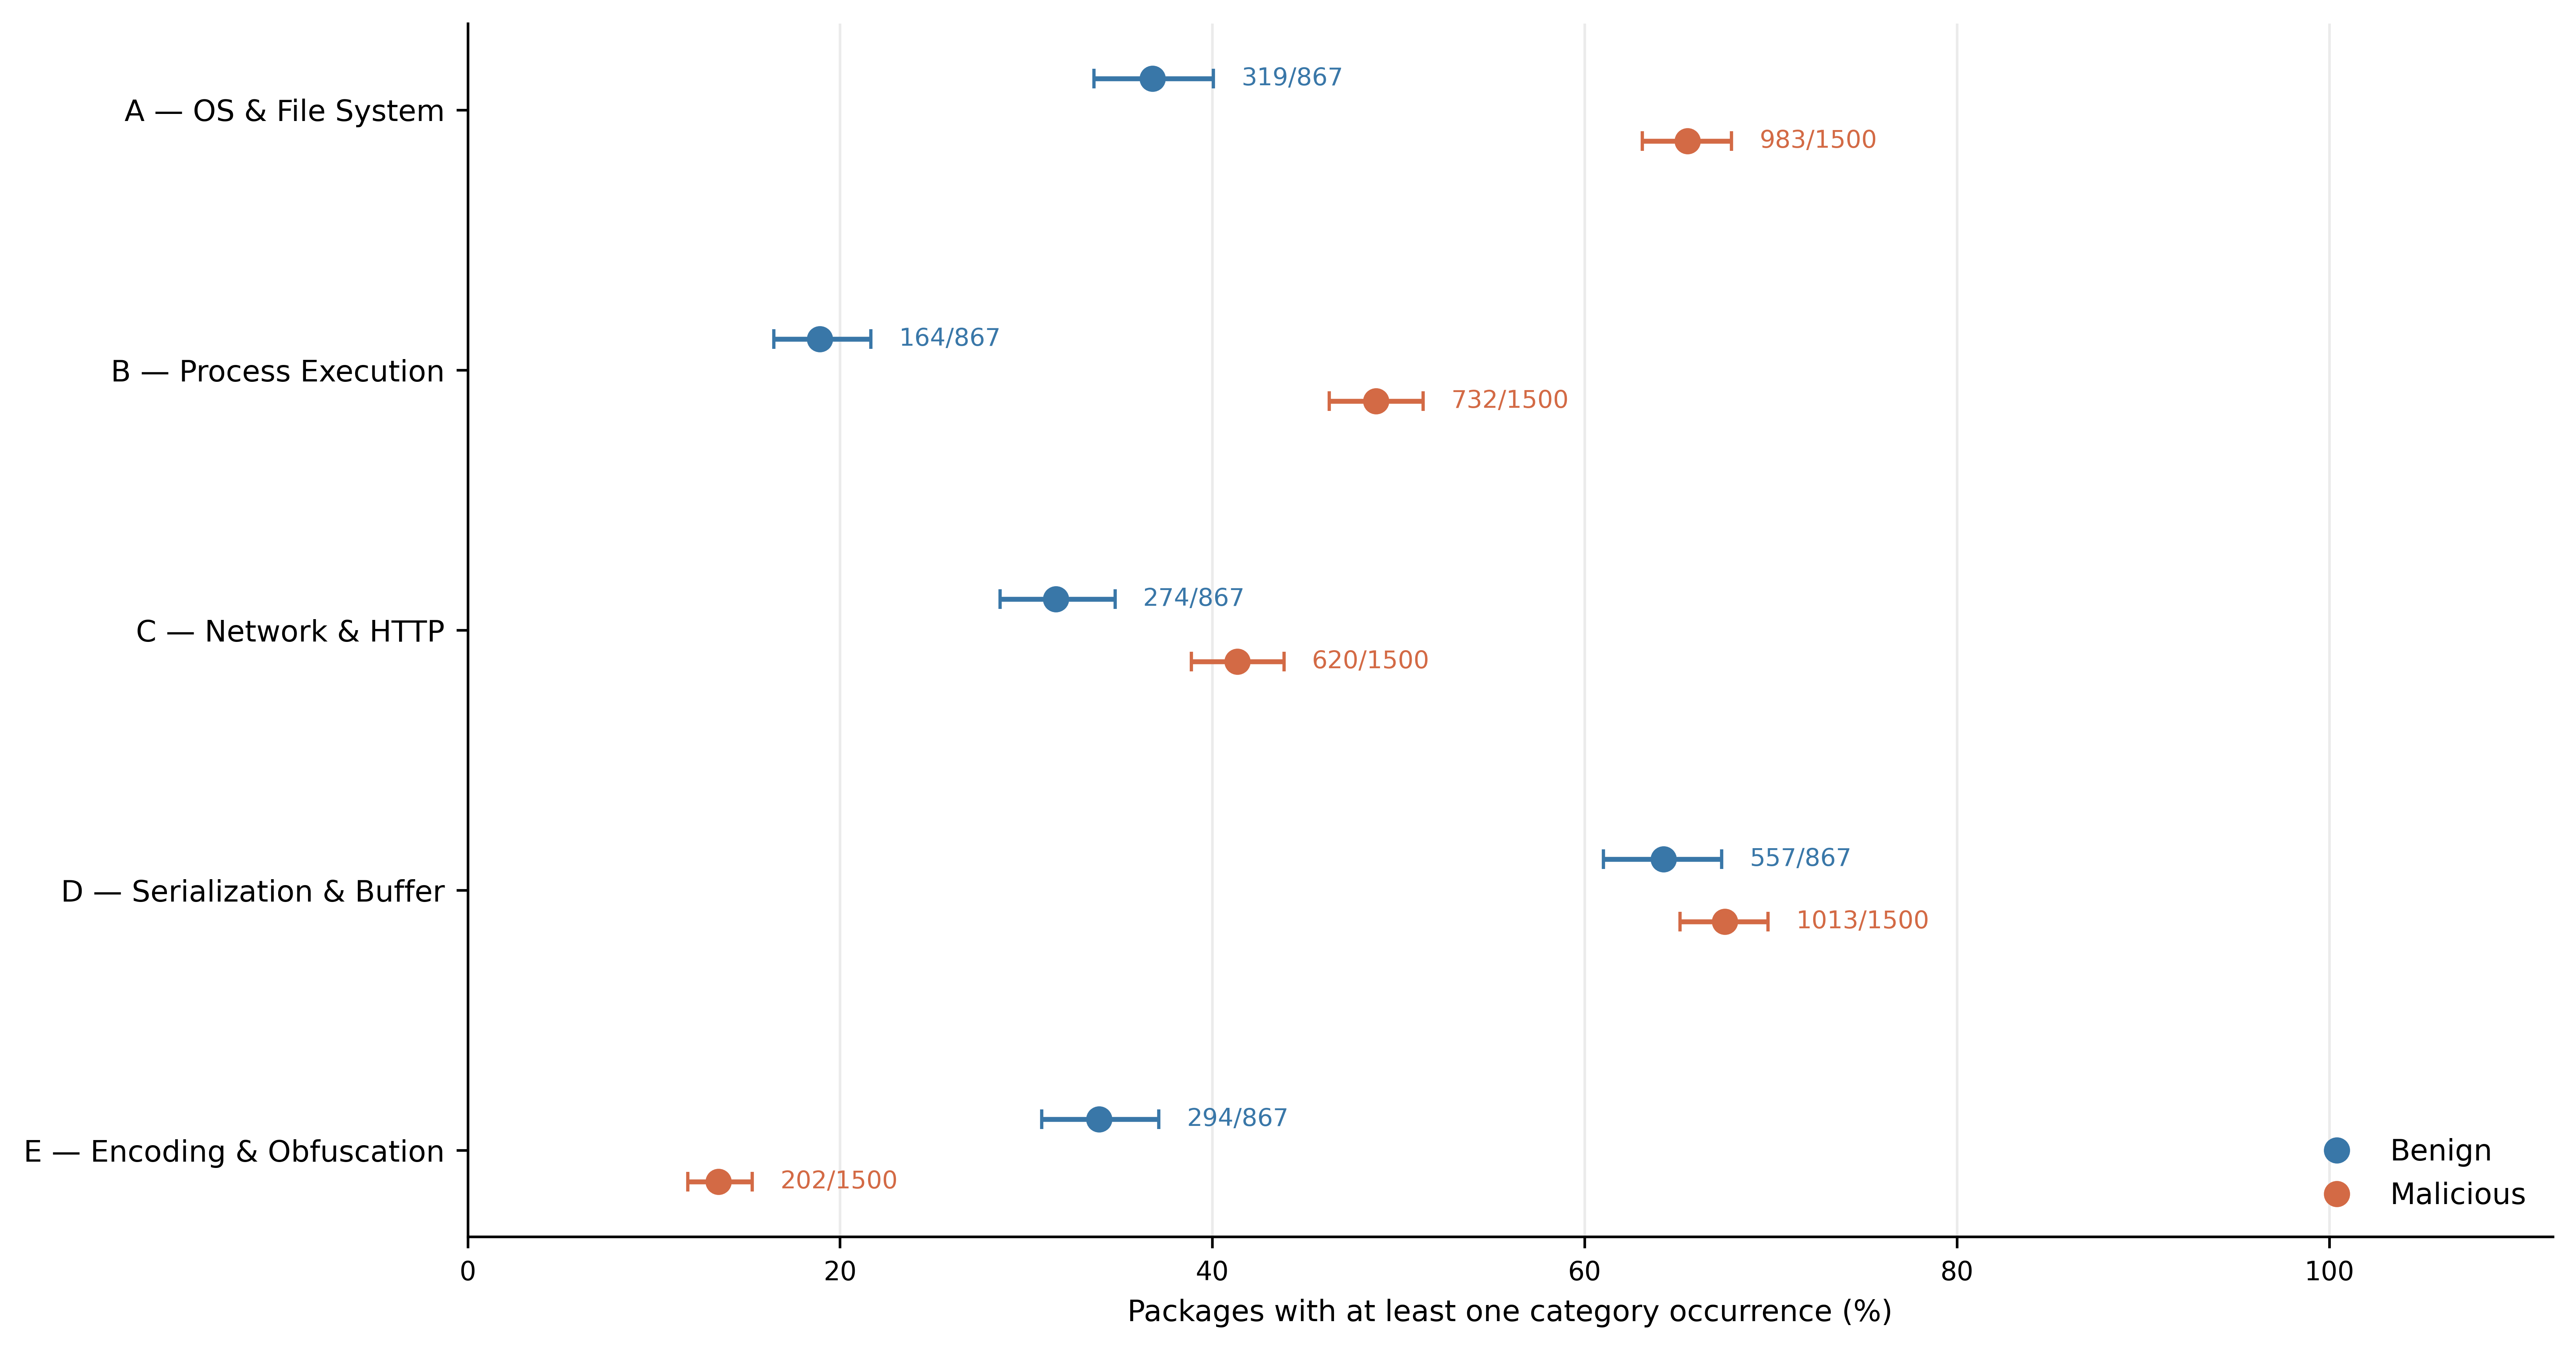 319/867
A — OS & File System
983/1500
164/867
B — Process Execution
732/1500
274/867
C — Network & HTTP
620/1500
557/867
D — Serialization & Buffer
1013/1500
294/867
E — Encoding & Obfuscation
202/1500
Benign
Malicious
0 20 40 60 80 100
Packages with at least one category occurrence (%)